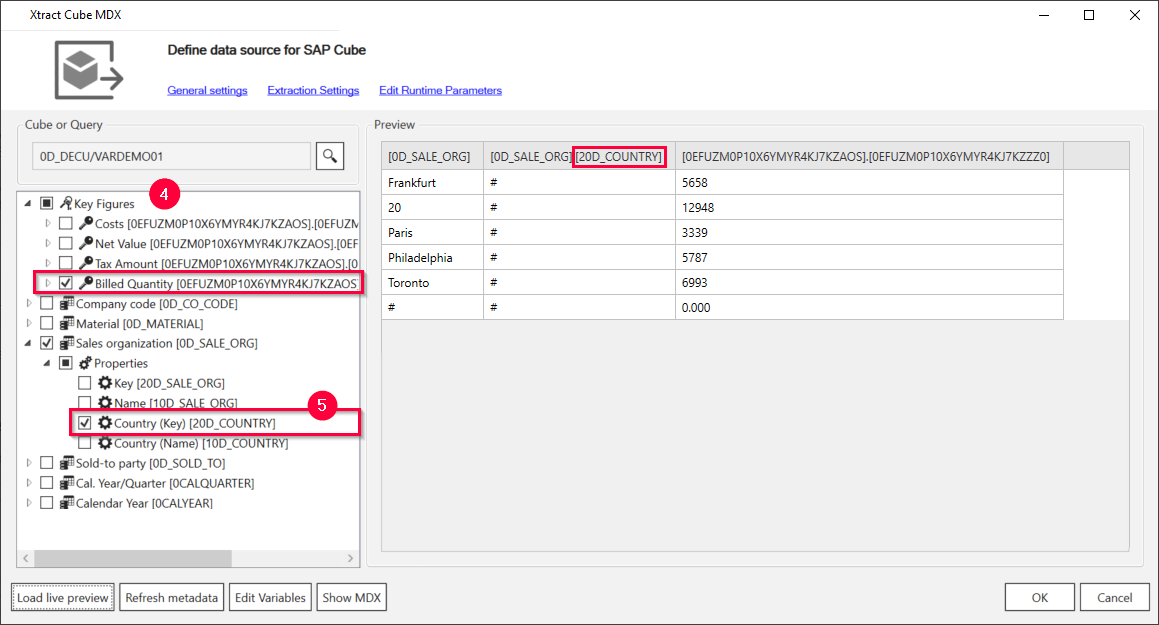 Xtract Cube MDX
Define data source for SAP Cube
General settings Extraction Settings Edit Runtime Parameters
Cube or Query
0D_DECU/VARDEMO01
4
Key Figures
Costs [0EFUZM0P10X6YMYR4KJ7KZAOS].[0EFUZM
Net Value [0EFUZM0P10X6YMYR4KJ7KZAOS].[0EF
Tax Amount [0EFUZM0P10X6YMYR4KJ7KZAOS].[0
Billed Quantity [0EFUZM0P10X6YMYR4KJ7KZAOS
Company code [0D_CO_CODE]
Material [0D_MATERIAL]
Sales organization [0D_SALE_ORG]
Properties
Key [20D_SALE_ORG]
Name [10D_SALE_ORG]
5
Country (Key) [20D_COUNTRY]
Country (Name) [10D_COUNTRY]
Sold-to party [0D_SOLD_TO]
Cal. Year/Quarter [0CALQUARTER]
Calendar Year [0CALYEAR]
Preview
[0D_SALE_ORG] [0D_SALE_ORG].[20D_COUNTRY] [0EFUZM0P10X6YMYR4KJ7KZAOS].[0EFUZM0P10X6YMYR4KJ7KZZZ0]
Frankfurt # 5658
20 # 12948
Paris # 3339
Philadelphia # 5787
Toronto # 6993
# # 0.000
Load live preview Refresh metadata Edit Variables Show MDX OK Cancel